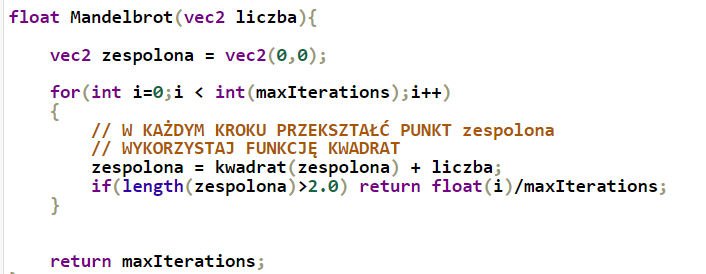 float Mandelbrot(vec2 liczba){
vec2 zespolona = vec2(0,0);
for(int i=0;i < int(maxIterations);i++)
{
// W KAŻDYM KROKU PRZEKSZTAŁĆ PUNKT zespolona
// WYKORZYSTAJ FUNKCJĘ KWADRAT
zespolona = kwadrat(zespolona) + liczba;
if(length(zespolona)>2.0) return float(i)/maxIterations;
}
return maxIterations;